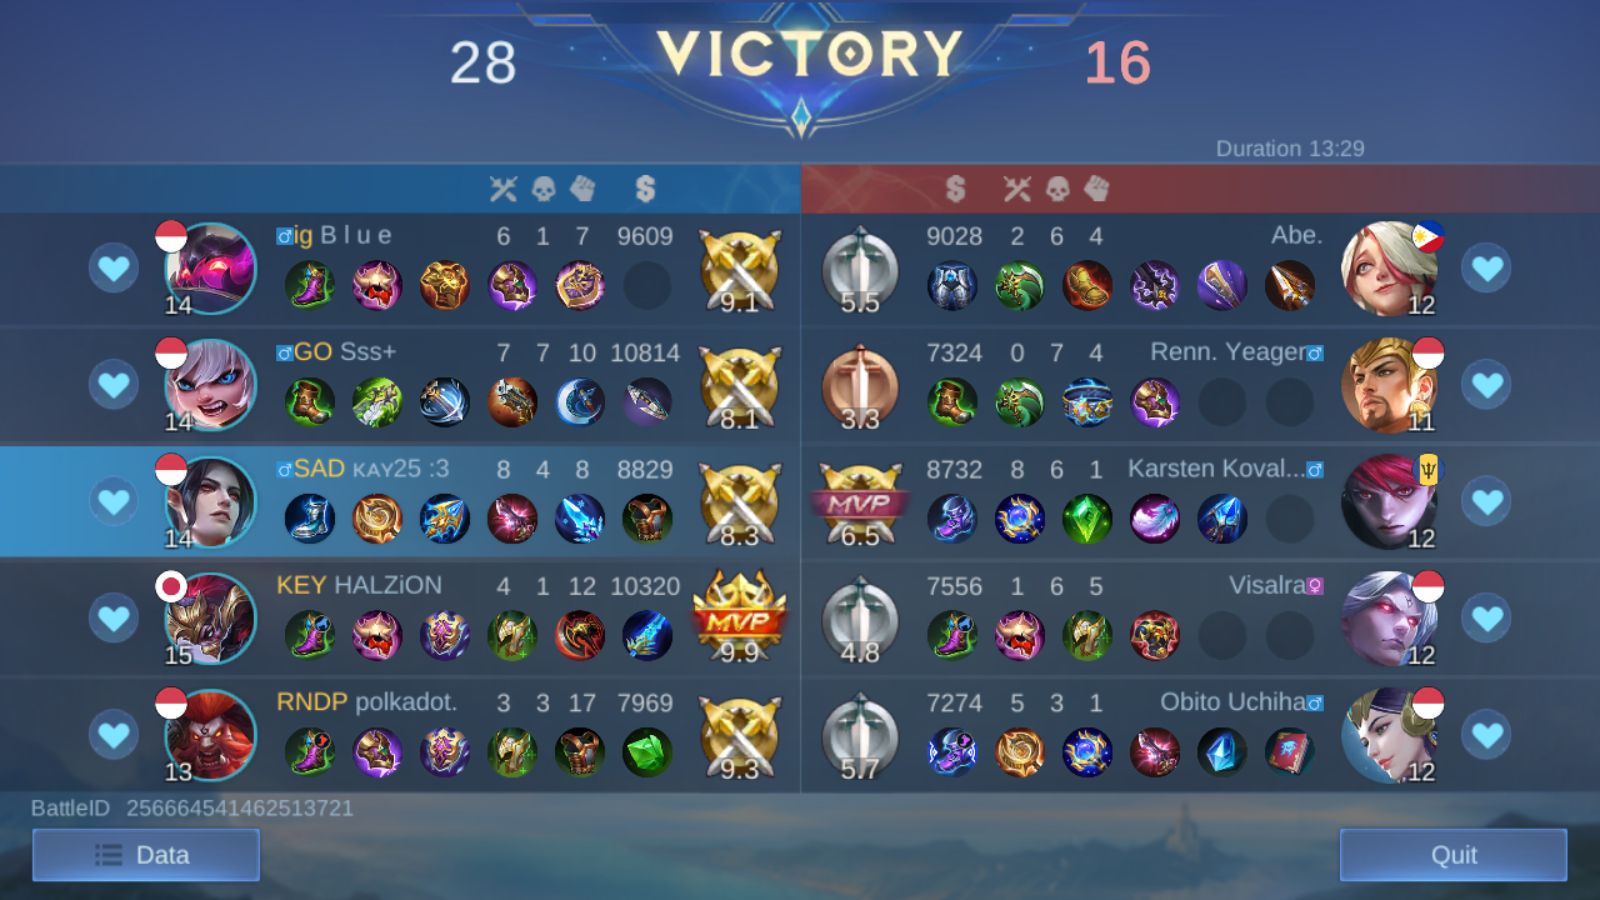 28 VICTORY 16
Duration 13:29
ig B l u e 6 1 7 9609
14 9.1
9028 2 6 4 Abe.
5.5 12
GO Sss+ 7 7 10 10814
14 8.1
7324 0 7 4 Renn. Yeager
3.3 11
SAD ᴋᴀʏ25 :3 8 4 8 8829
14 8.3
8732 8 6 1 Karsten Koval...
MVP
6.5 12
KEY HALZiON 4 1 12 10320
MVP
15 9.9
7556 1 6 5 Visalra
4.8 12
RNDP polkadot. 3 3 17 7969
13 9.3
7274 5 3 1 Obito Uchiha
5.7 12
BattleID 256664541462513721
Data
Quit